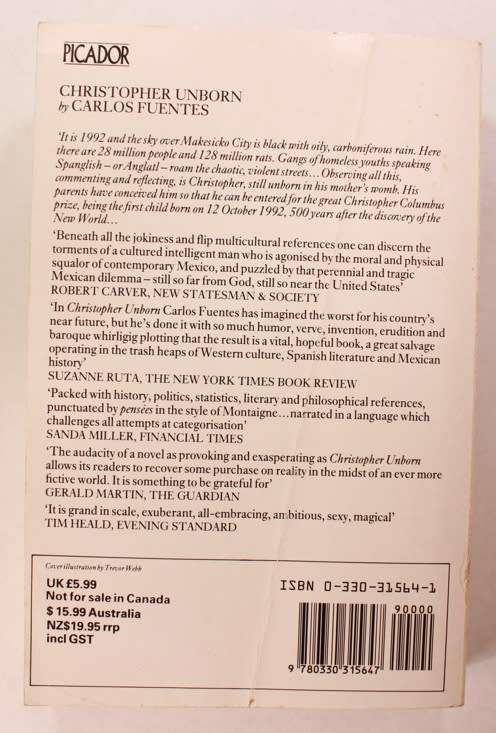 PICADOR
CHRISTOPHER UNBORN
by CARLOS FUENTES
'It is 1992 and the sky over Makesicko City is black with oily, carboniferous rain. Here
there are 28 million people and 128 million rats. Gangs of homeless youths speaking
Spanglish – or Anglatl – roam the chaotic, violent streets... Observing all this,
commenting and reflecting, is Christopher, still unborn in his mother's womb. His
parents have conceived him so that he can be entered for the great Christopher Columbus
prize, being the first child born on 12 October 1992, 500 years after the discovery of the
New World...
'Beneath all the jokiness and flip multicultural references one can discern the
torments of a cultured intelligent man who is agonised by the moral and physical
squalor of contemporary Mexico, and puzzled by that perennial and tragic
Mexican dilemma – still so far from God, still so near the United States'
ROBERT CARVER, NEW STATESMAN & SOCIETY
'In Christopher Unborn Carlos Fuentes has imagined the worst for his country's
near future, but he's done it with so much humor, verve, invention, erudition and
baroque whirligig plotting that the result is a vital, hopeful book, a great salvage
operating in the trash heaps of Western culture, Spanish literature and Mexican
history'
SUZANNE RUTA, THE NEW YORK TIMES BOOK REVIEW
'Packed with history, politics, statistics, literary and philosophical references,
punctuated by pensées in the style of Montaigne...narrated in a language which
challenges all attempts at categorisation'
SANDA MILLER, FINANCIAL TIMES
'The audacity of a novel as provoking and exasperating as Christopher Unborn
allows its readers to recover some purchase on reality in the midst of an ever more
fictive world. It is something to be grateful for'
GERALD MARTIN, THE GUARDIAN
'It is grand in scale, exuberant, all-embracing, ambitious, sexy, magical'
TIM HEALD, EVENING STANDARD
Cover illustration by Trevor Webb
UK £5.99
Not for sale in Canada
$ 15.99 Australia
NZ$19.95 rrp
incl GST
ISBN 0-330-31564-1
90000
9 780330 315647